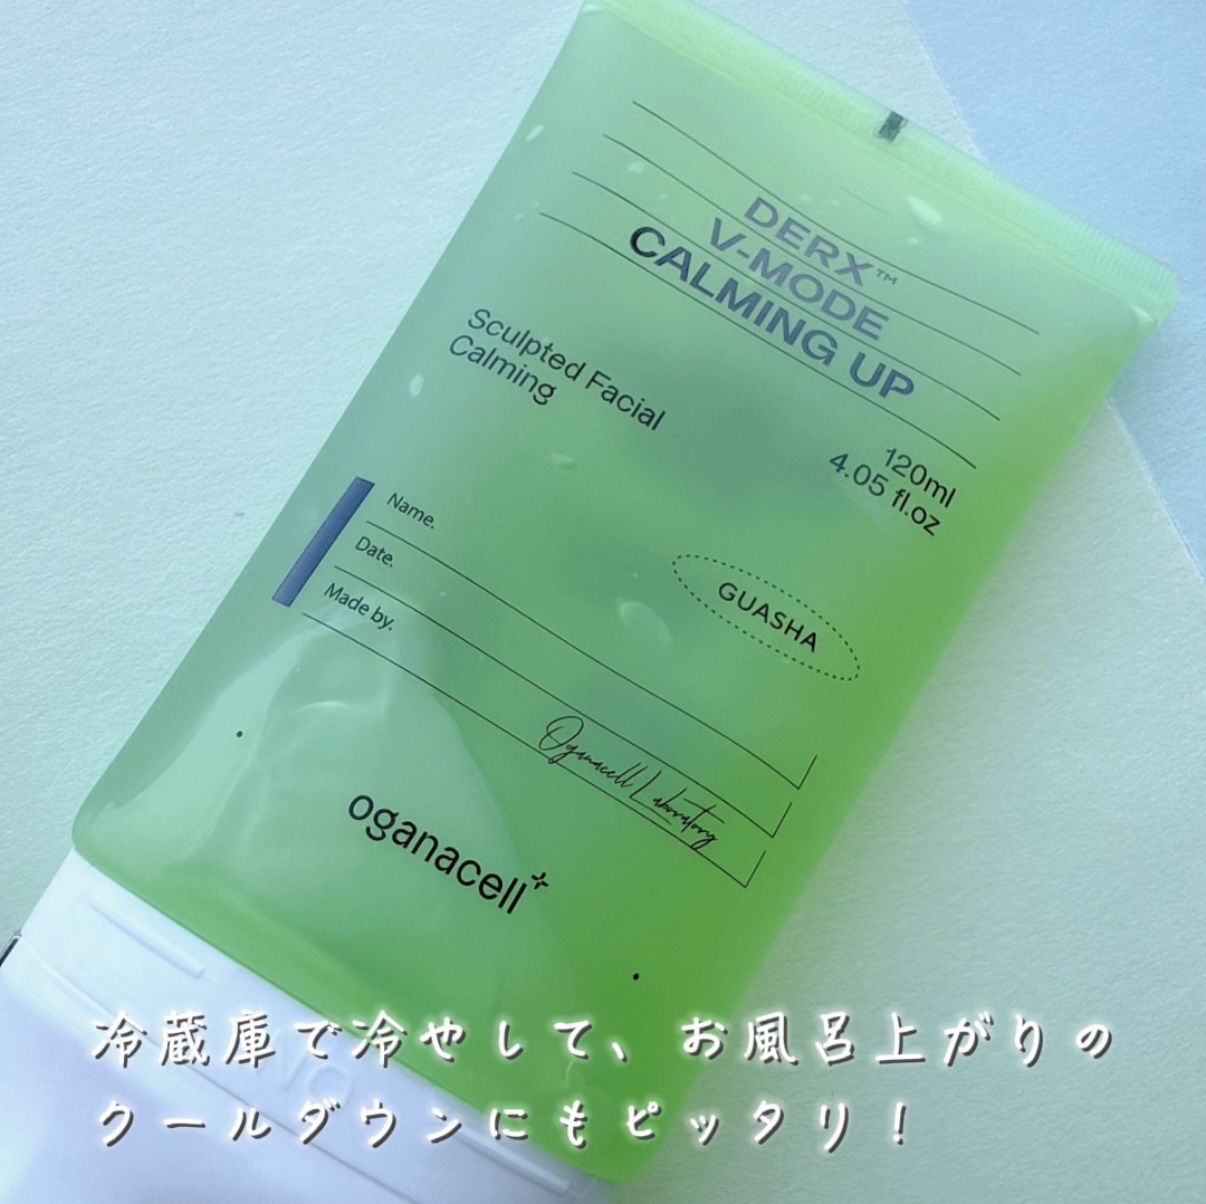 DERX™
V-MODE
CALMING UP
Sculpted Facial
Calming
120ml
4.05 fl.oz
GUASHA
Name.
Date.
Made by.
Oganacell Laboratory
oganacell
冷蔵庫で冷やして、お風呂上がりの
クールダウンにもピッタリ！